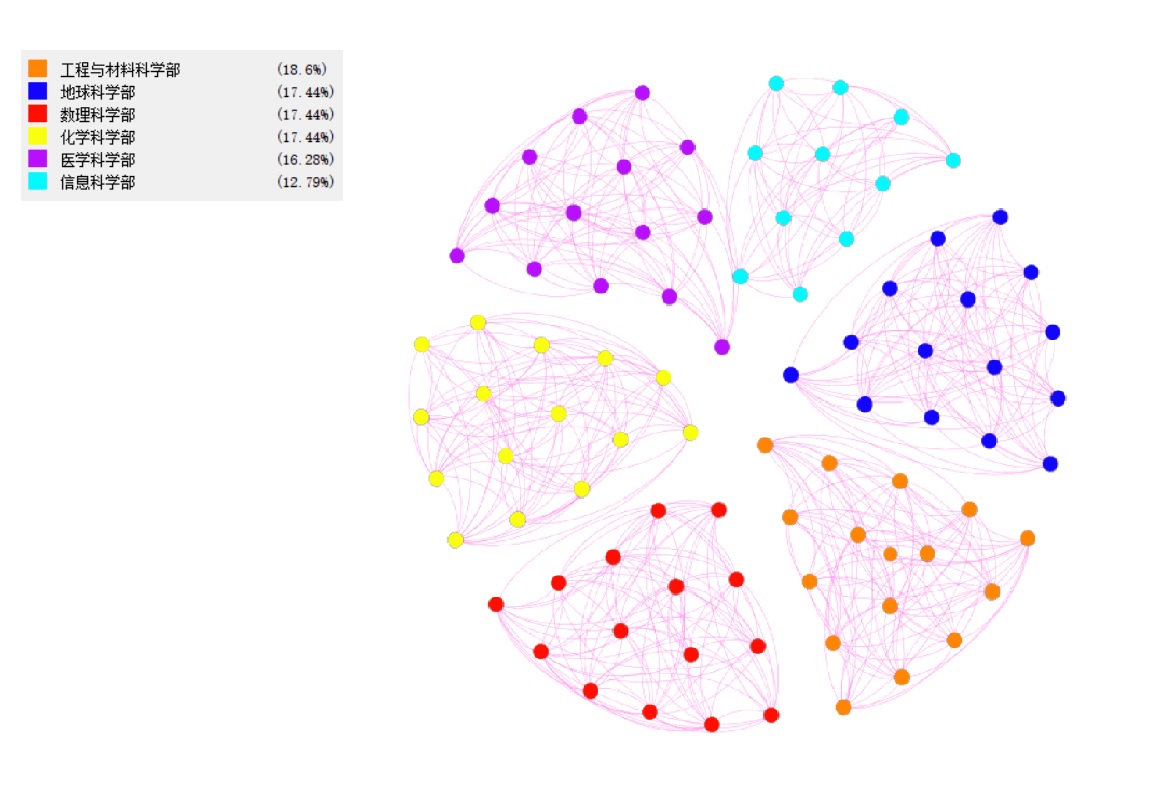 工程与材料科学部 (18.6%)
地球科学部 (17.44%)
数理科学部 (17.44%)
化学科学部 (17.44%)
医学科学部 (16.28%)
信息科学部 (12.79%)